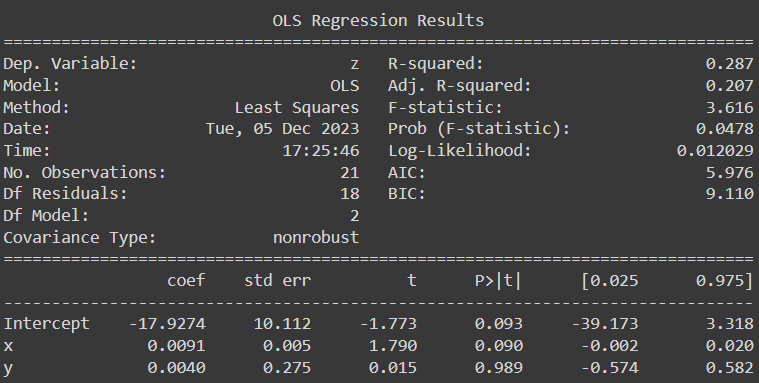 OLS Regression Results
==============================================================================
Dep. Variable: z R-squared: 0.287
Model: OLS Adj. R-squared: 0.207
Method: Least Squares F-statistic: 3.616
Date: Tue, 05 Dec 2023 Prob (F-statistic): 0.0478
Time: 17:25:46 Log-Likelihood: 0.012029
No. Observations: 21 AIC: 5.976
Df Residuals: 18 BIC: 9.110
Df Model: 2
Covariance Type: nonrobust
==============================================================================
coef std err t P>|t| [0.025 0.975]
------------------------------------------------------------------------------
Intercept -17.9274 10.112 -1.773 0.093 -39.173 3.318
x 0.0091 0.005 1.790 0.090 -0.002 0.020
y 0.0040 0.275 0.015 0.989 -0.574 0.582